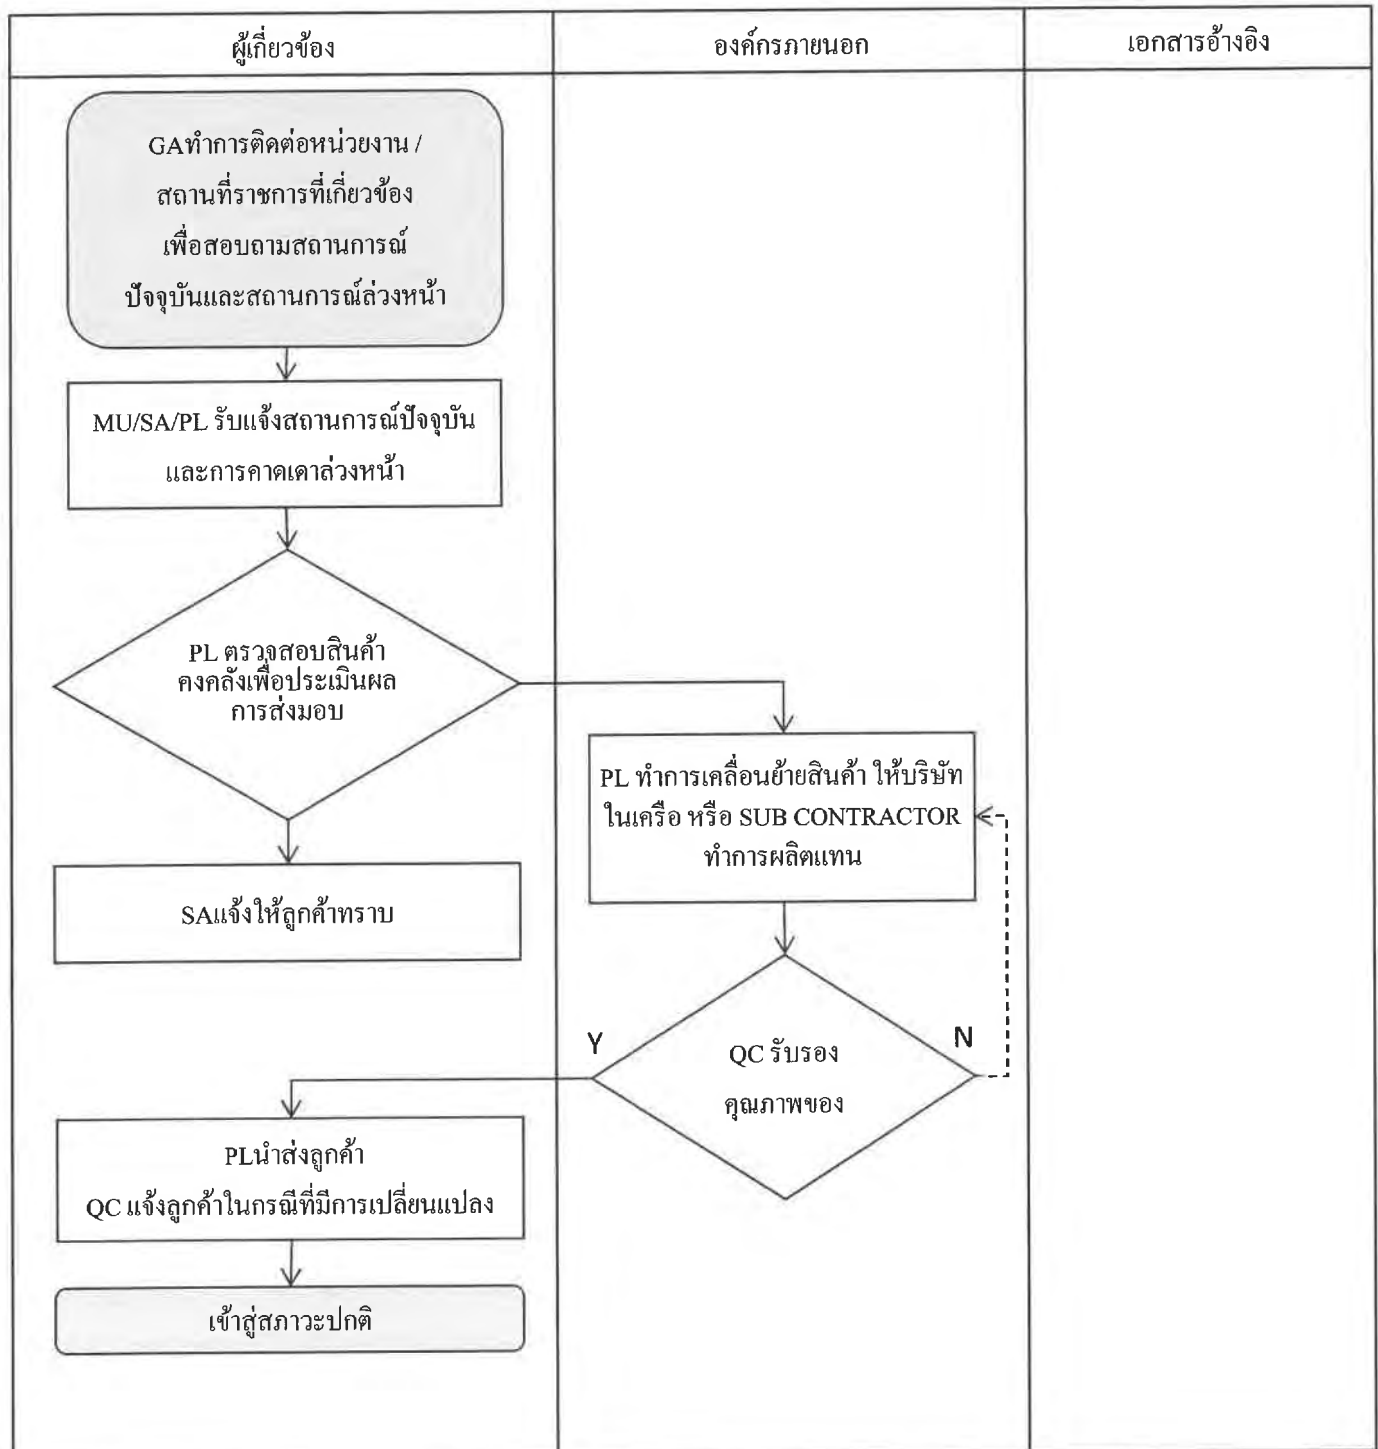 ผู้เกี่ยวข้อง
องค์กรภายนอก
เอกสารอ้างอิง
GAทำการติดต่อหน่วยงาน /
สถานที่ราชการที่เกี่ยวข้อง
เพื่อสอบถามสถานการณ์
ปัจจุบันและสถานการณ์ล่วงหน้า
MU/SA/PL รับแจ้งสถานการณ์ปัจจุบัน
และการคาดเดาล่วงหน้า
PL ตรวจสอบสินค้า
คงคลังเพื่อประเมินผล
การส่งมอบ
PL ทำการเคลื่อนย้ายสินค้า ให้บริษัท
ในเครือ หรือ SUB CONTRACTOR
ทำการผลิตแทน
SAแจ้งให้ลูกค้าทราบ
Y
N
QC รับรอง
คุณภาพของ
PLนำส่งลูกค้า
QC แจ้งลูกค้าในกรณีที่มีการเปลี่ยนแปลง
เข้าสู่สภาวะปกติ